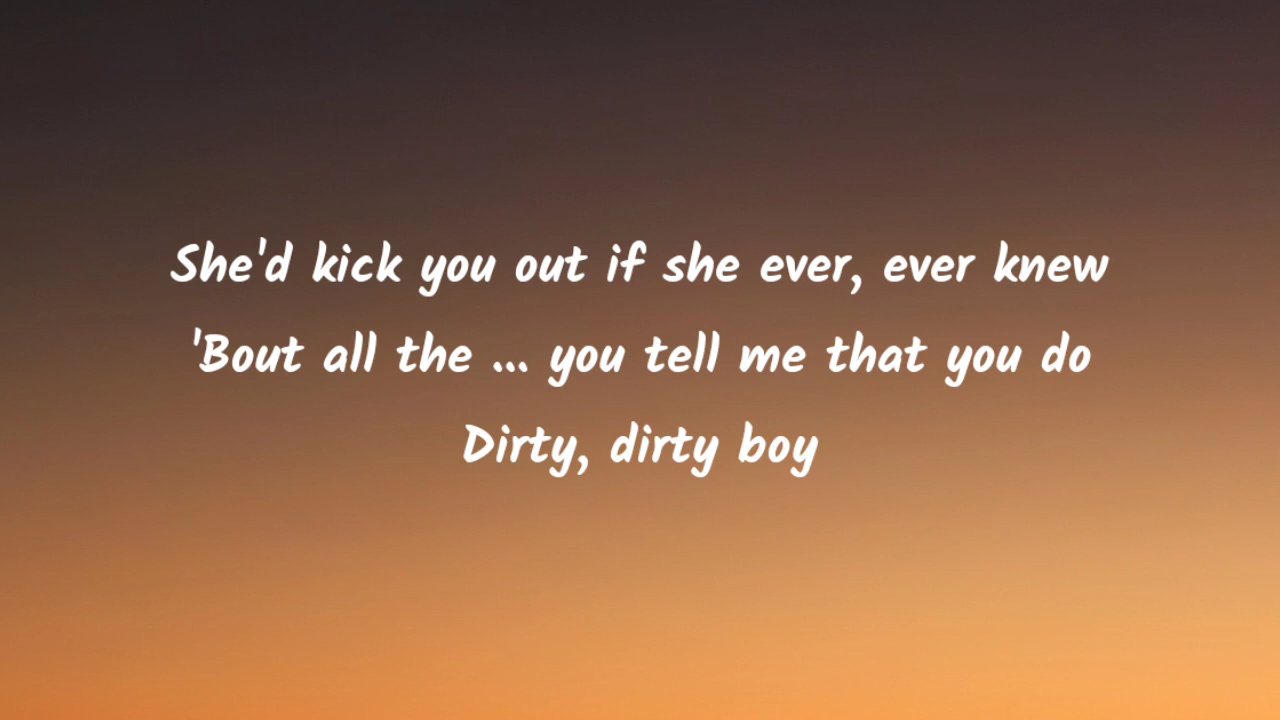 She'd kick you out if she ever, ever knew
'Bout all the ... you tell me that you do
Dirty, dirty boy